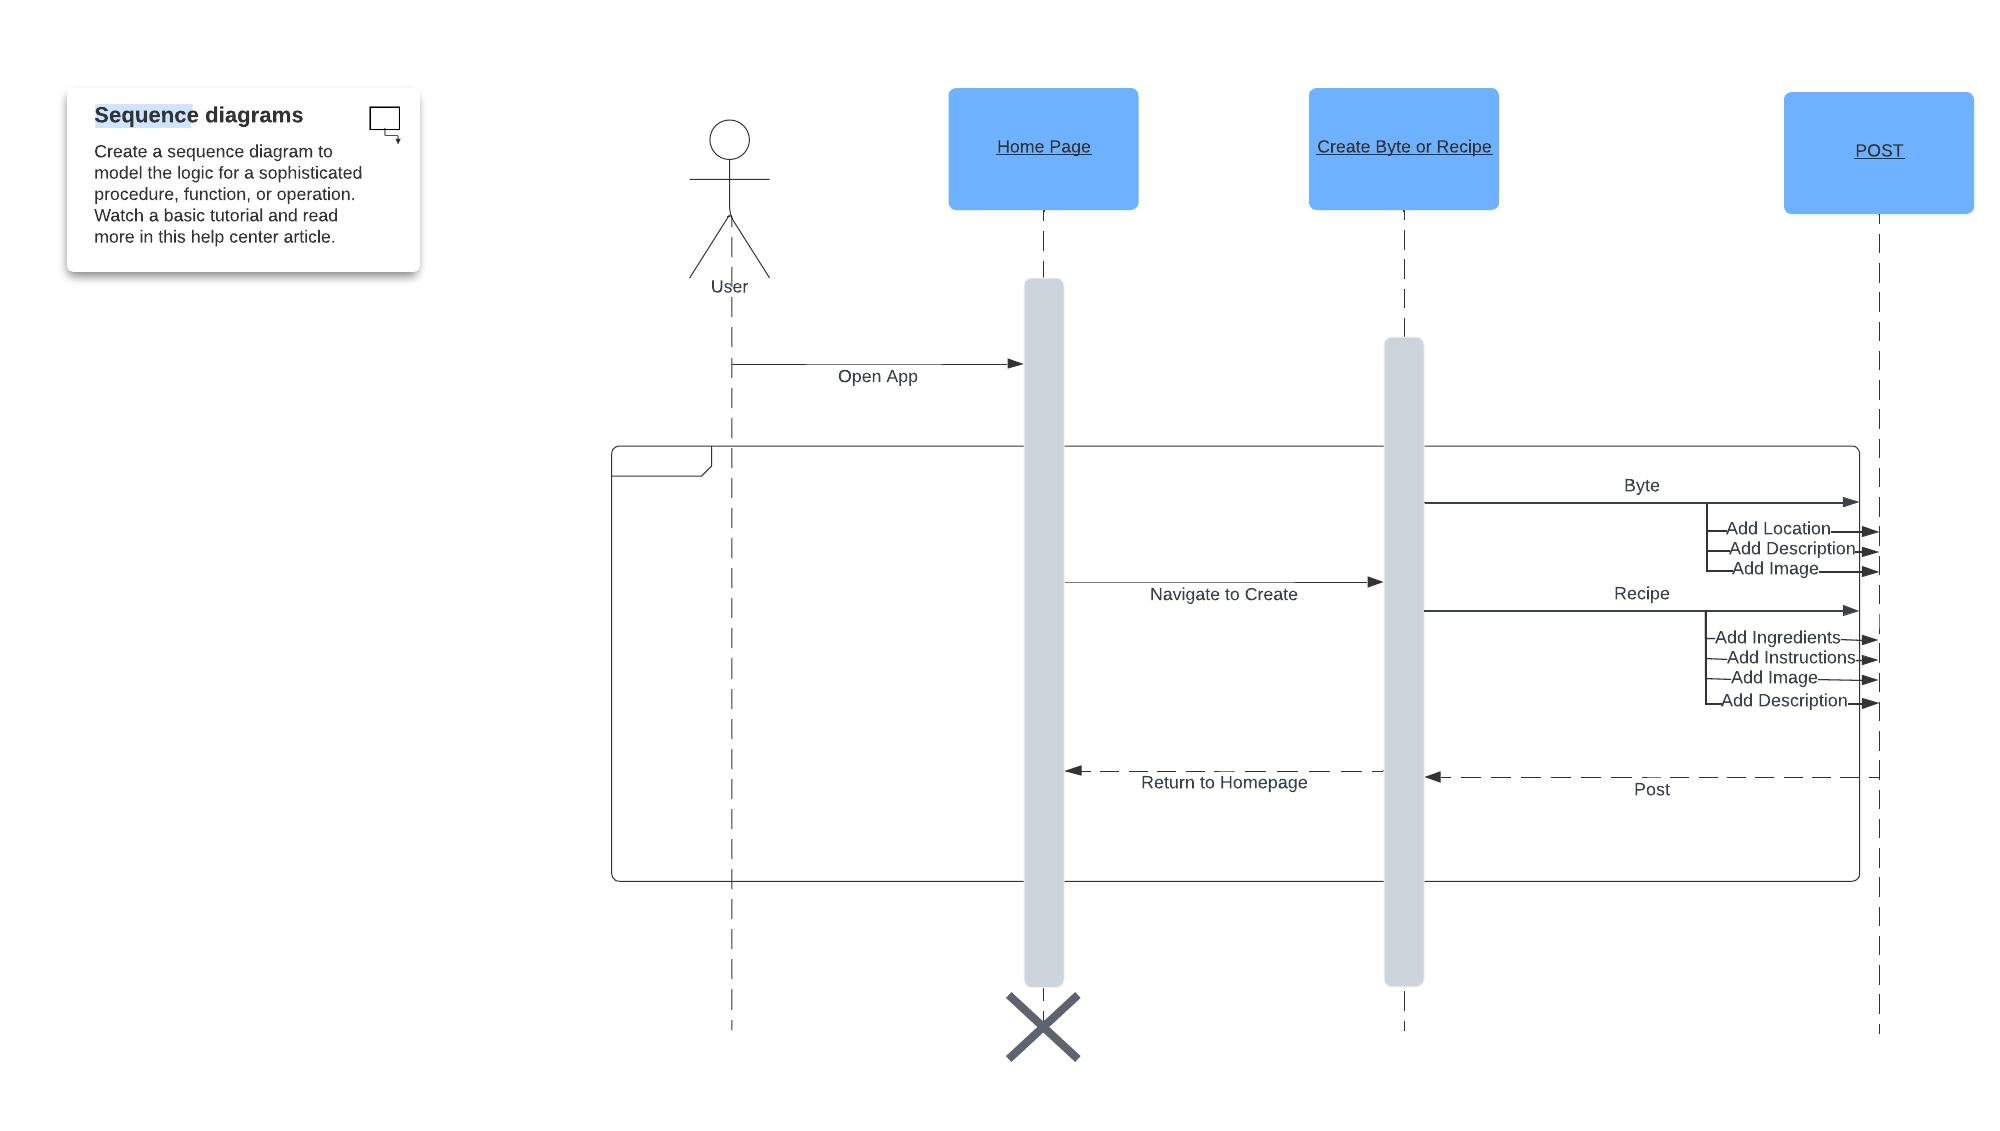 Sequence diagrams
Create a sequence diagram to
model the logic for a sophisticated
procedure, function, or operation.
Watch a basic tutorial and read
more in this help center article.
User
Home Page
Create Byte or Recipe
POST
Open App
Byte
Add Location
Add Description
Add Image
Navigate to Create
Recipe
Add Ingredients
Add Instructions
Add Image
Add Description
Return to Homepage
Post